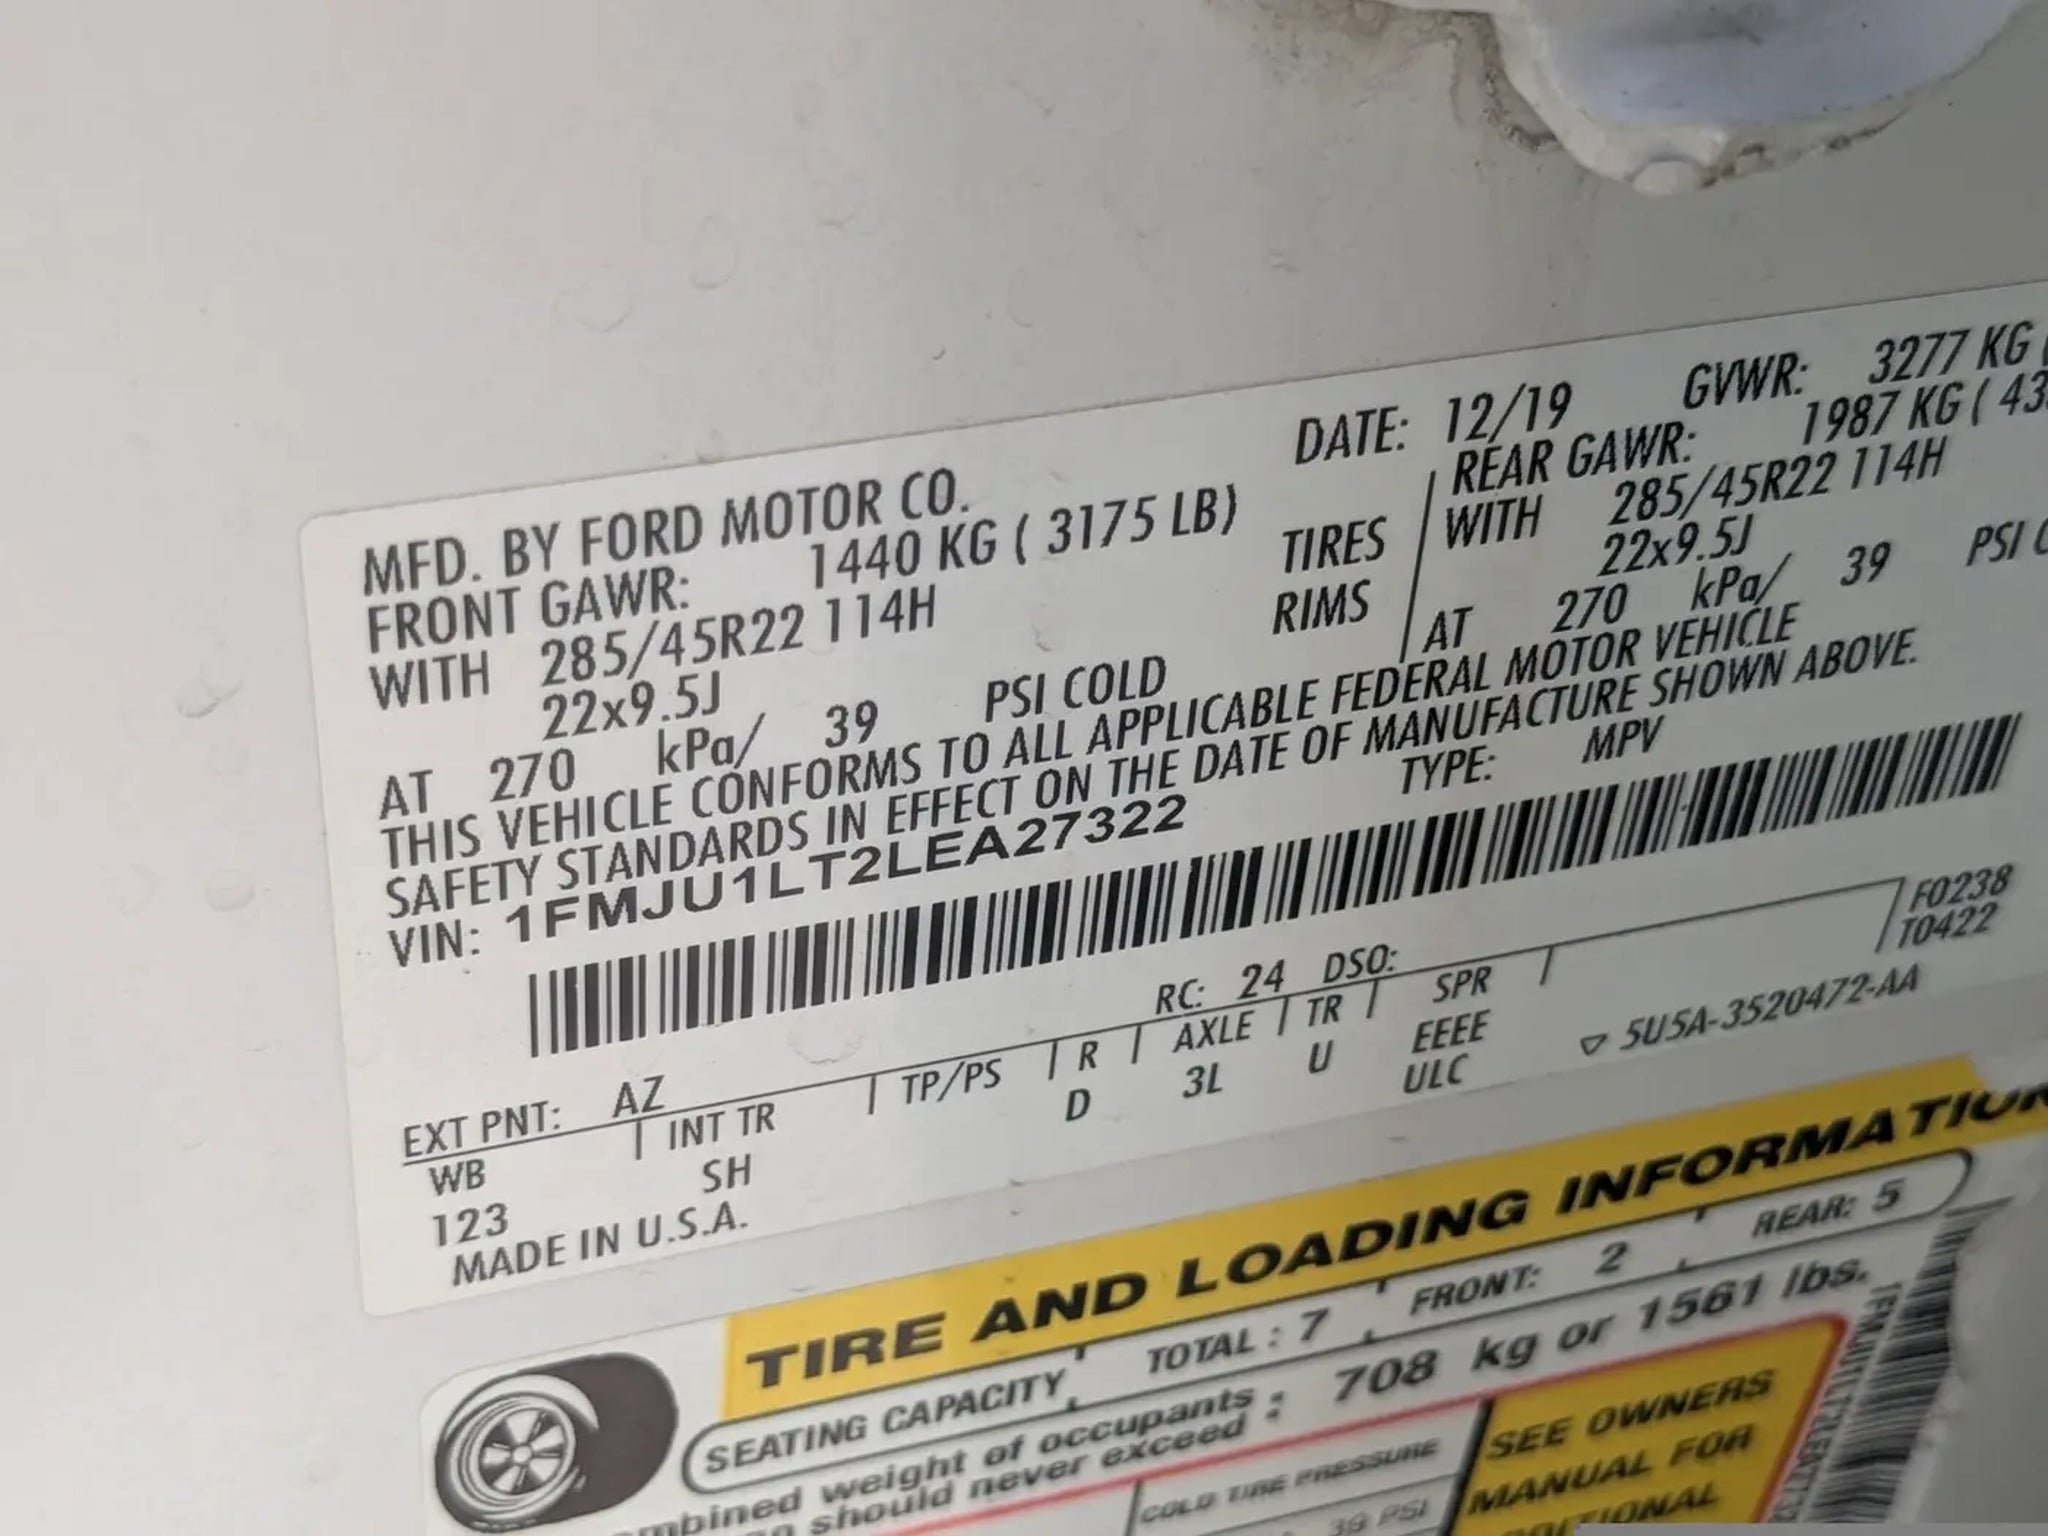 MFD. BY FORD MOTOR CO. DATE: 12/19 GVWR: 3277 KG
FRONT GAWR: 1440 KG ( 3175 LB) REAR GAWR: 1987 KG ( 43
WITH 285/45R22 114H TIRES WITH 285/45R22 114H
22x9.5J RIMS 22x9.5J
AT 270 kPa/ 39 PSI COLD AT 270 kPa/ 39 PSI
THIS VEHICLE CONFORMS TO ALL APPLICABLE FEDERAL MOTOR VEHICLE
SAFETY STANDARDS IN EFFECT ON THE DATE OF MANUFACTURE SHOWN ABOVE.
VIN: 1FMJU1LT2LEA27322 TYPE: MPV
F0238
T0422
EXT PNT: AZ RC: 24 DSO:
WB INT TR TP/PS R AXLE TR SPR
123 SH D 3L U EEEE
ULC
MADE IN U.S.A. ▽ 5U5A-3520472-AA
TIRE AND LOADING INFORMATION
SEATING CAPACITY TOTAL : 7 FRONT: 2 REAR: 5
combined weight of occupants : 708 kg or 1561 lbs.
should never exceed
COLD TIRE PRESSURE
39 PSI
SEE OWNERS
MANUAL FOR